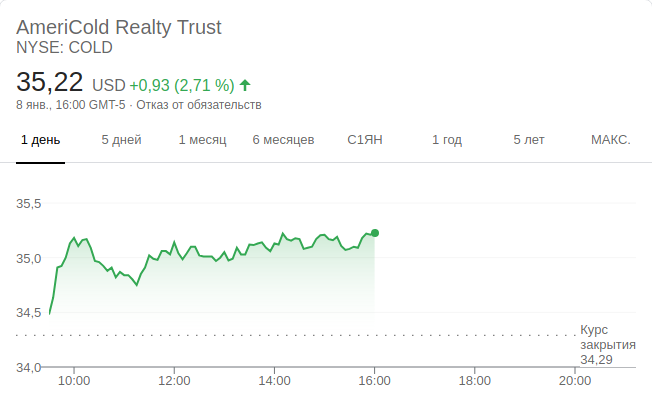 AmeriCold Realty Trust
NYSE: COLD
35,22 USD +0,93 (2,71 %)
8 янв., 16:00 GMT-5 · Отказ от обязательств
1 день 5 дней 1 месяц 6 месяцев С1ЯН 1 год 5 лет МАКС.
35,5
35,0
34,5
Курс
закрытия
34,29
34,0
10:00 12:00 14:00 16:00 18:00 20:00